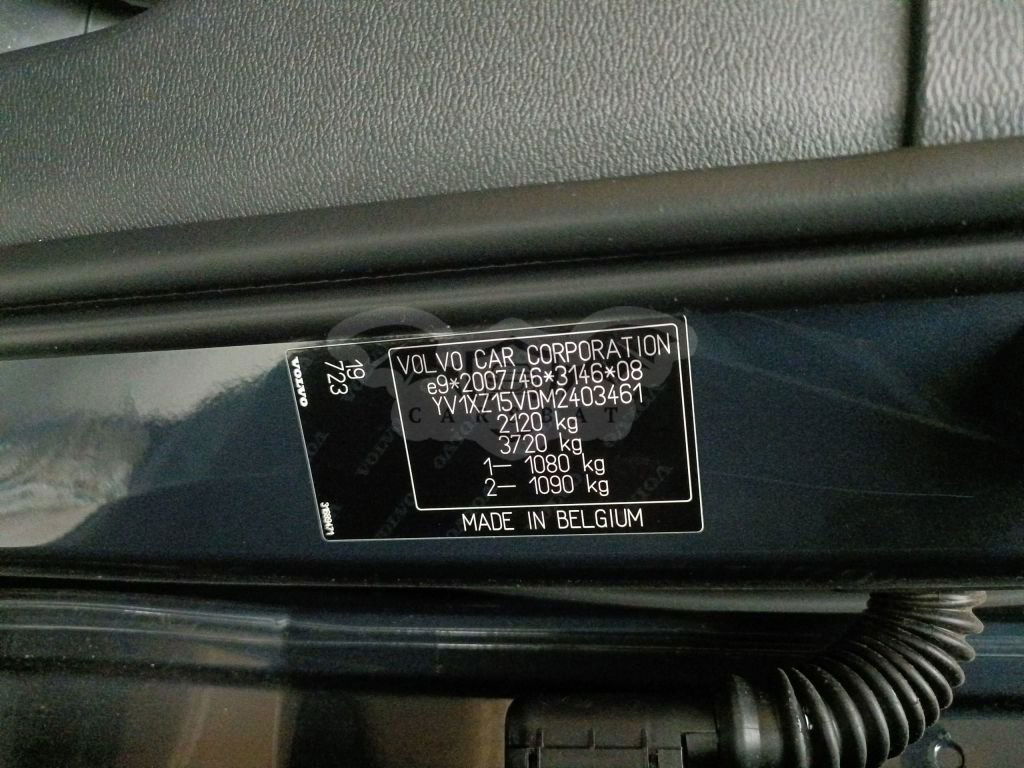 VOLVO
19
723
VOLVO CAR CORPORATION
e9*2007/46*3146*08
YV1XZ15VDM2403461
2120 kg
3720 kg
1— 1080 kg
2— 1090 kg
MADE IN BELGIUM